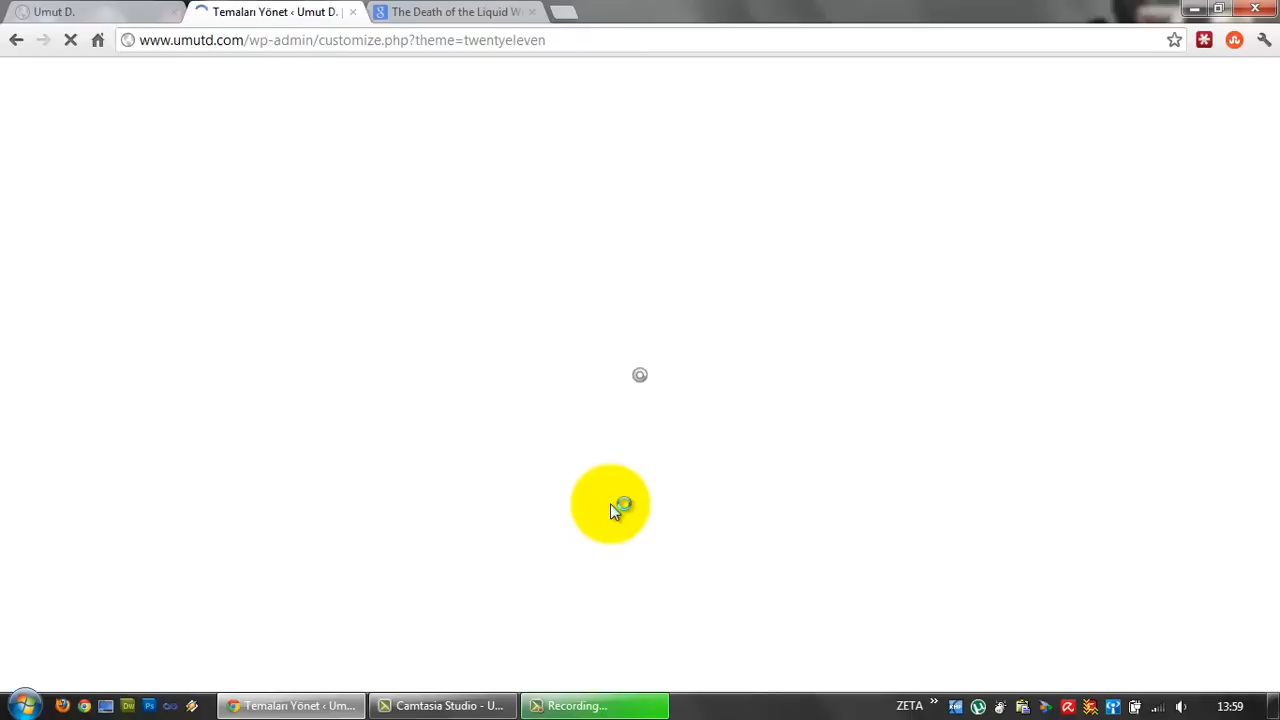 Umut D.
Temaları Yönet ‹ Umut D. |
The Death of the Liquid W
www.umutd.com/wp-admin/customize.php?theme=twentyeleven
Temaları Yönet ‹ Um...
Camtasia Studio - U...
Recording...
ZETA
13:59